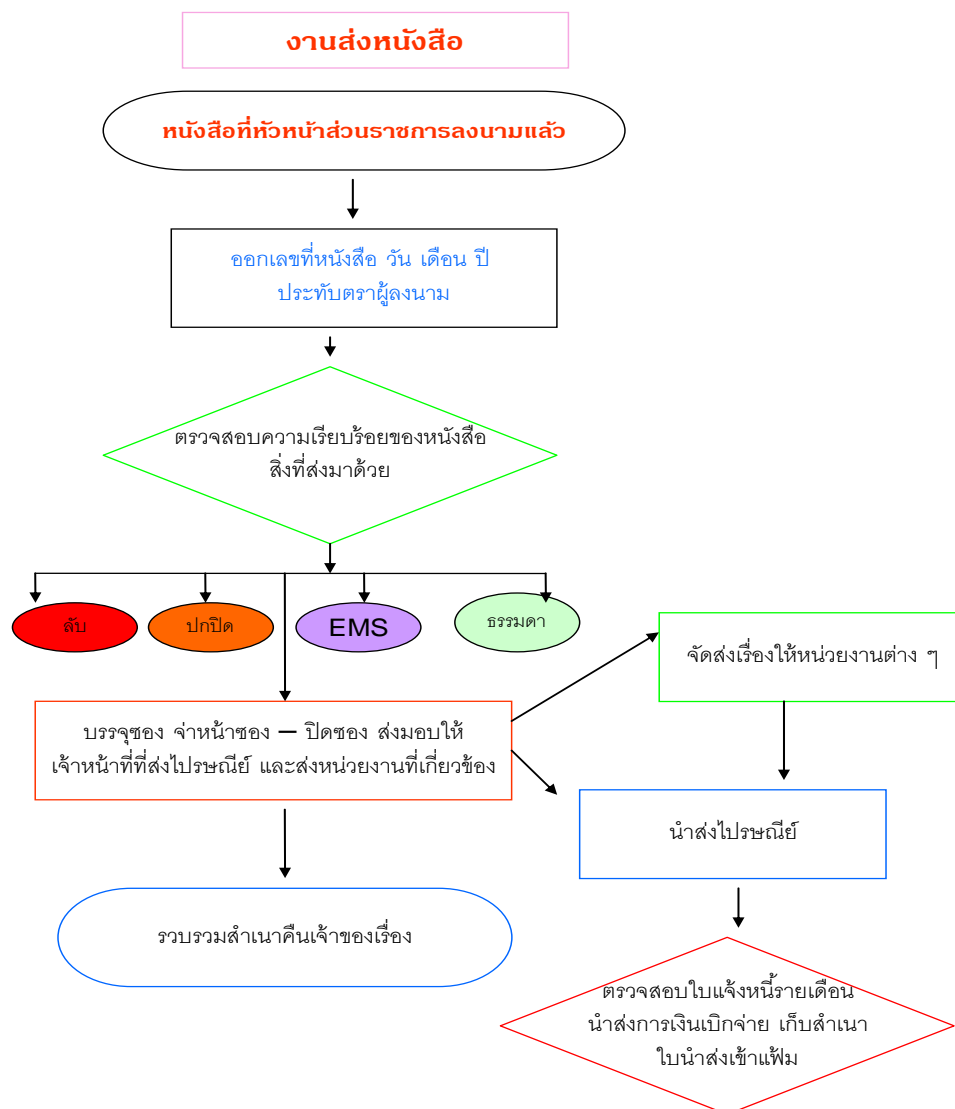 งานส่งหนังสือ
หนังสือที่หัวหน้าส่วนราชการลงนามแล้ว
ออกเลขที่หนังสือ วัน เดือน ปี
ประทับตราผู้ลงนาม
ตรวจสอบความเรียบร้อยของหนังสือ
สิ่งที่ส่งมาด้วย
ลับ
ปกปิด
EMS
ธรรมดา
จัดส่งเรื่องให้หน่วยงานต่าง ๆ
บรรจุซอง จ่าหน้าซอง – ปิดซอง ส่งมอบให้
เจ้าหน้าที่ที่ส่งไปรษณีย์ และส่งหน่วยงานที่เกี่ยวข้อง
นำส่งไปรษณีย์
รวบรวมสำเนาคืนเจ้าของเรื่อง
ตรวจสอบใบแจ้งหนี้รายเดือน
นำส่งการเงินเบิกจ่าย เก็บสำเนา
ใบนำส่งเข้าแฟ้ม